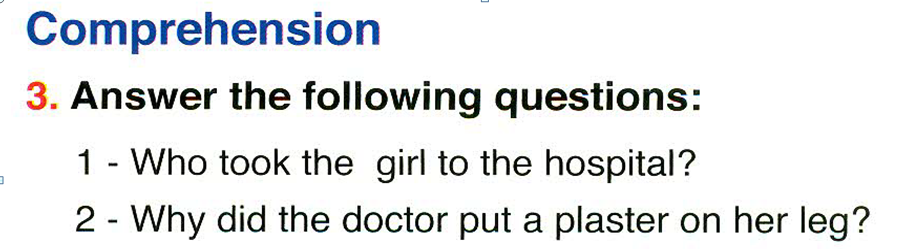 Comprehension
3. Answer the following questions:
1 - Who took the girl to the hospital?
2 - Why did the doctor put a plaster on her leg?